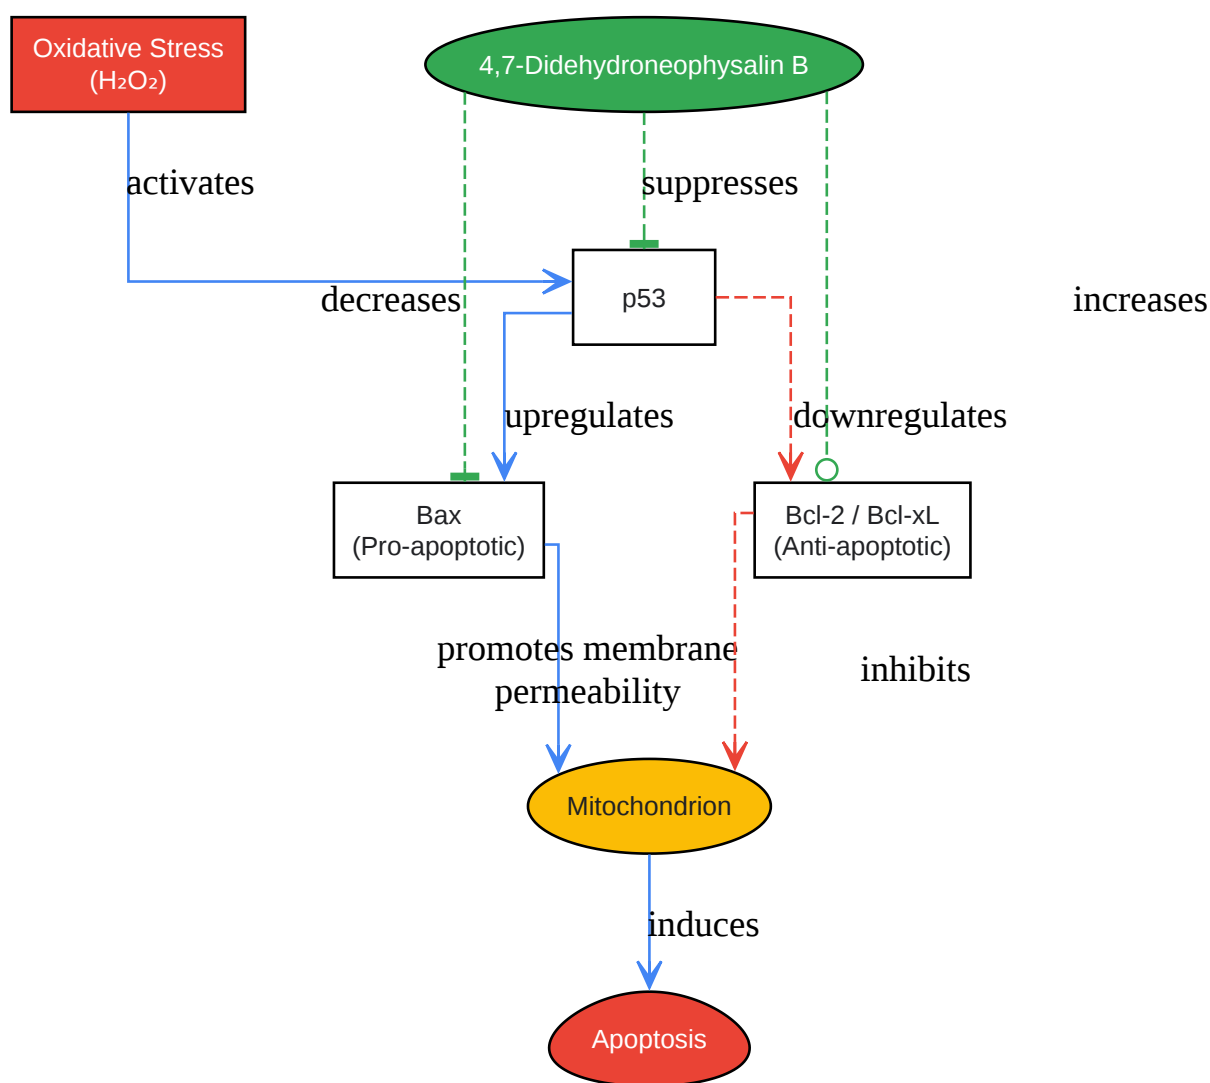 Oxidative Stress
(H₂O₂)
4,7-Didehydroneophysalin B
activates
suppresses
decreases
p53
increases
upregulates
downregulates
Bax
(Pro-apoptotic)
Bcl-2 / Bcl-xL
(Anti-apoptotic)
promotes membrane
permeability
inhibits
Mitochondrion
induces
Apoptosis